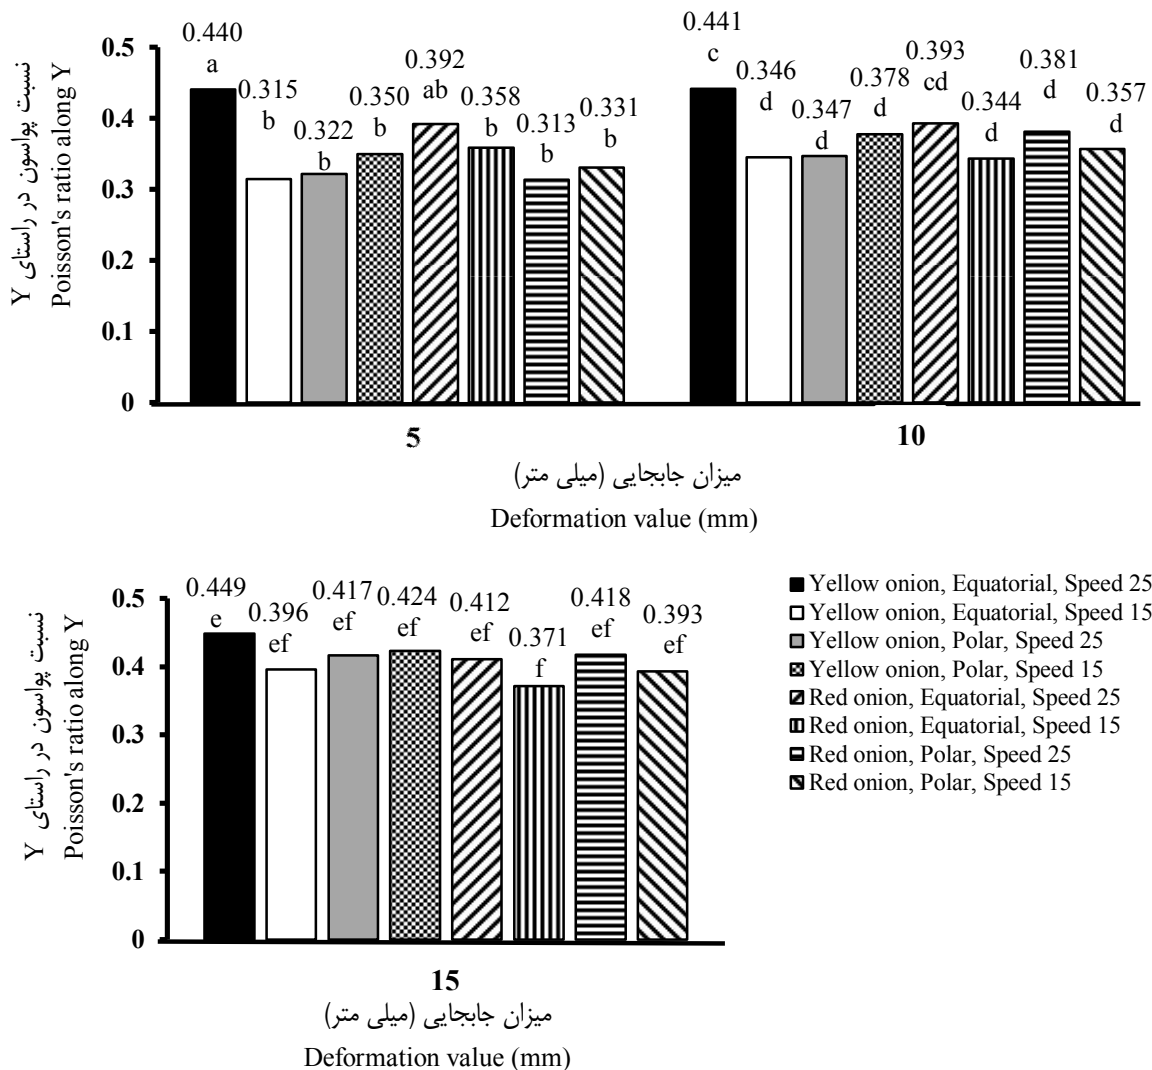 نسبت پواسون در راستای Y
Poisson's ratio along Y
0.5
0.4
0.3
0.2
0.1
0
0.440
a
0.315
b
0.322
b
0.350
b
0.392
ab
0.358
b
0.313
b
0.331
b
0.441
c
0.346
d
0.347
d
0.378
d
0.393
cd
0.344
d
0.381
d
0.357
d
5
10
میزان جابجایی (میلی متر)
Deformation value (mm)
نسبت پواسون در راستای Y
Poisson's ratio along Y
0.5
0.4
0.3
0.2
0.1
0
0.449
e
0.396
ef
0.417
ef
0.424
ef
0.412
ef
0.371
f
0.418
ef
0.393
ef
15
میزان جابجایی (میلی متر)
Deformation value (mm)
Yellow onion, Equatorial, Speed 25
Yellow onion, Equatorial, Speed 15
Yellow onion, Polar, Speed 25
Yellow onion, Polar, Speed 15
Red onion, Equatorial, Speed 25
Red onion, Equatorial, Speed 15
Red onion, Polar, Speed 25
Red onion, Polar, Speed 15